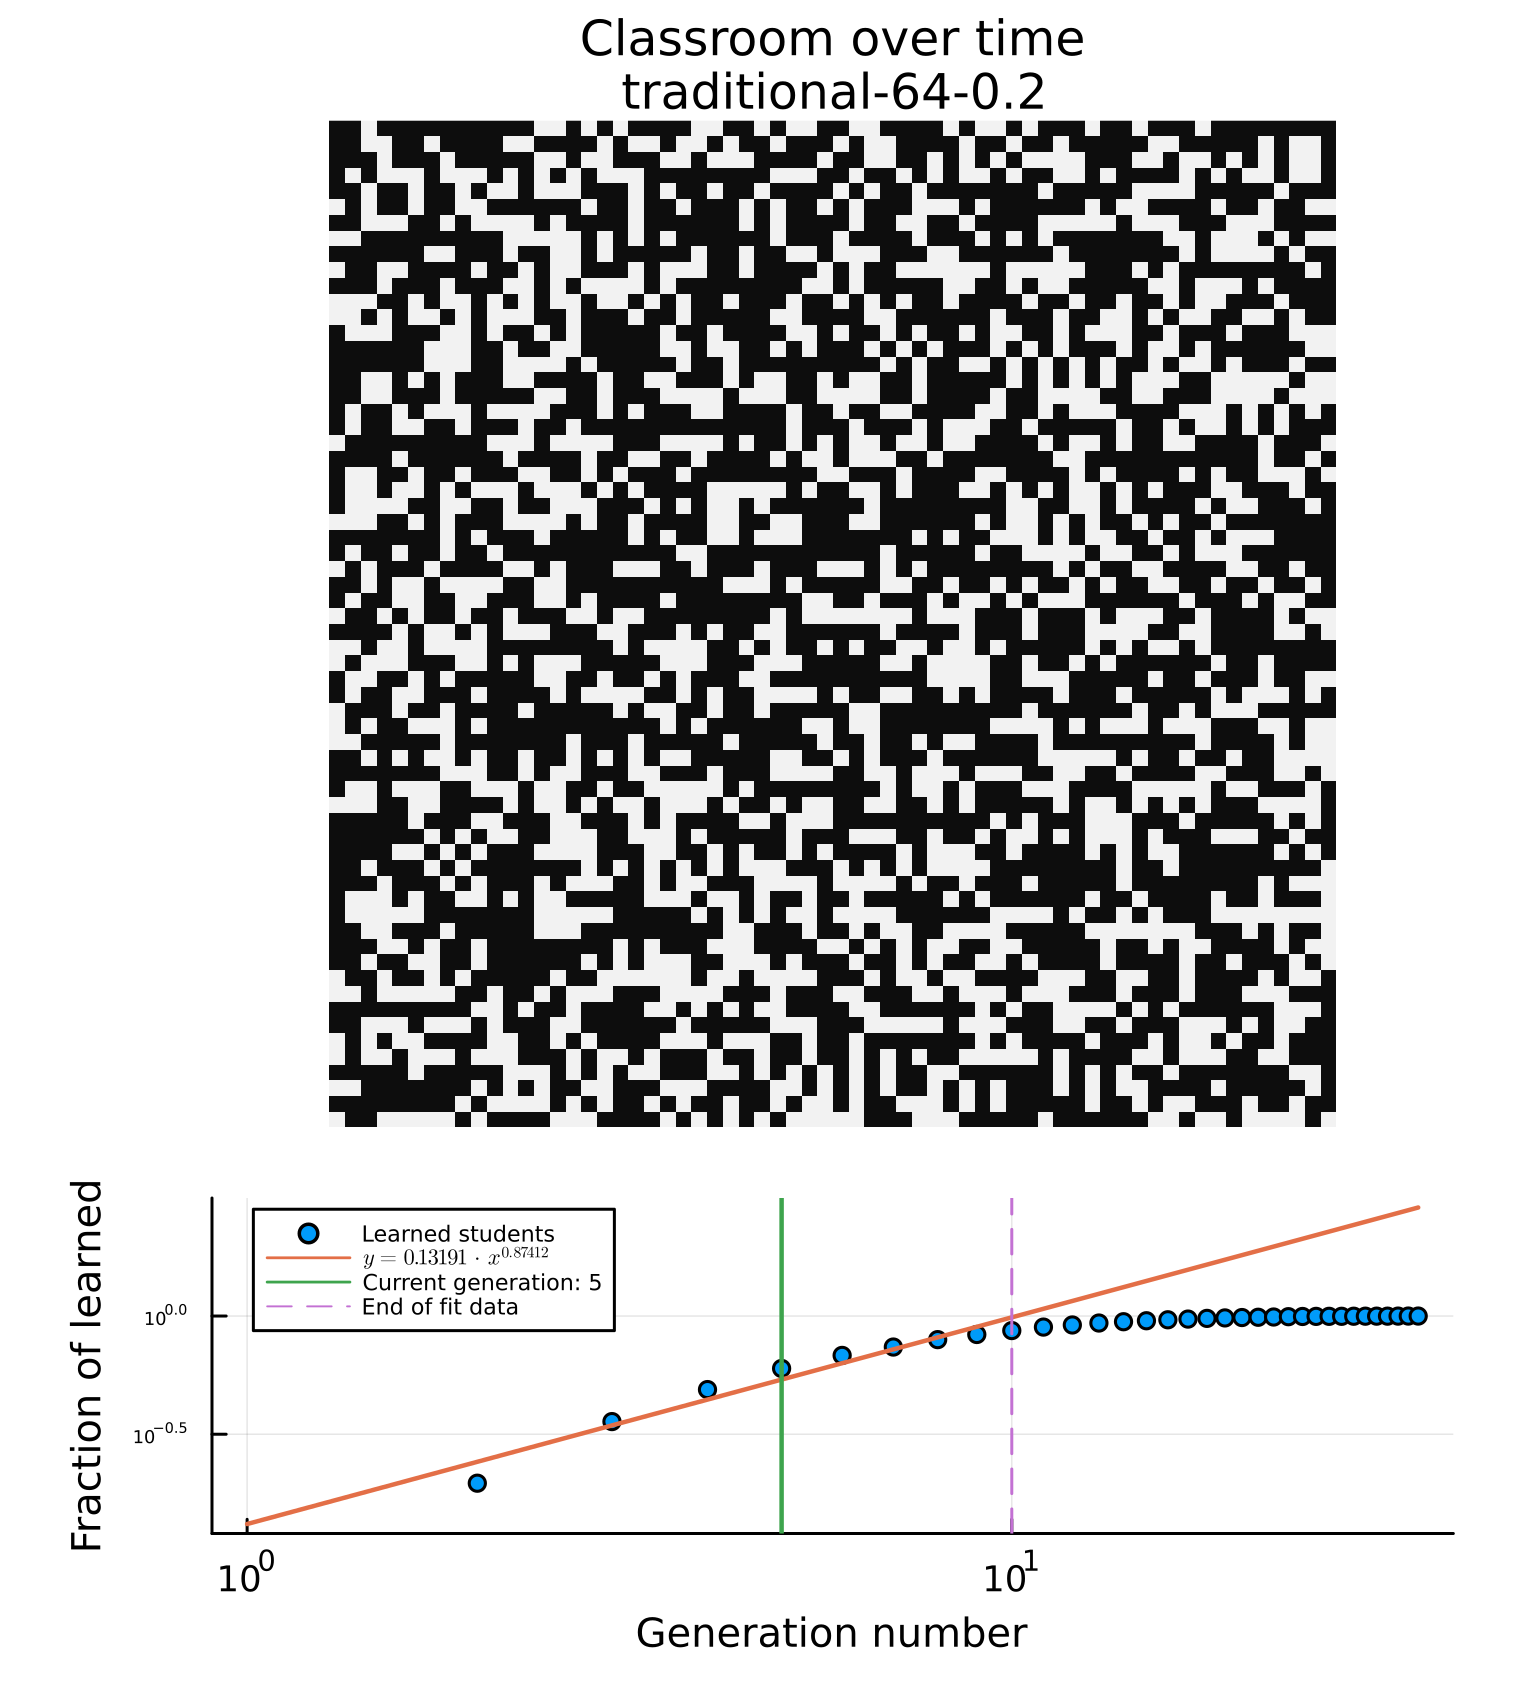 Classroom over time
traditional-64-0.2
Fraction of learned
Learned students
y = 0.13191 · x^0.87412
Current generation: 5
End of fit data
10^0.0
10^−0.5
10^0
10^1
Generation number